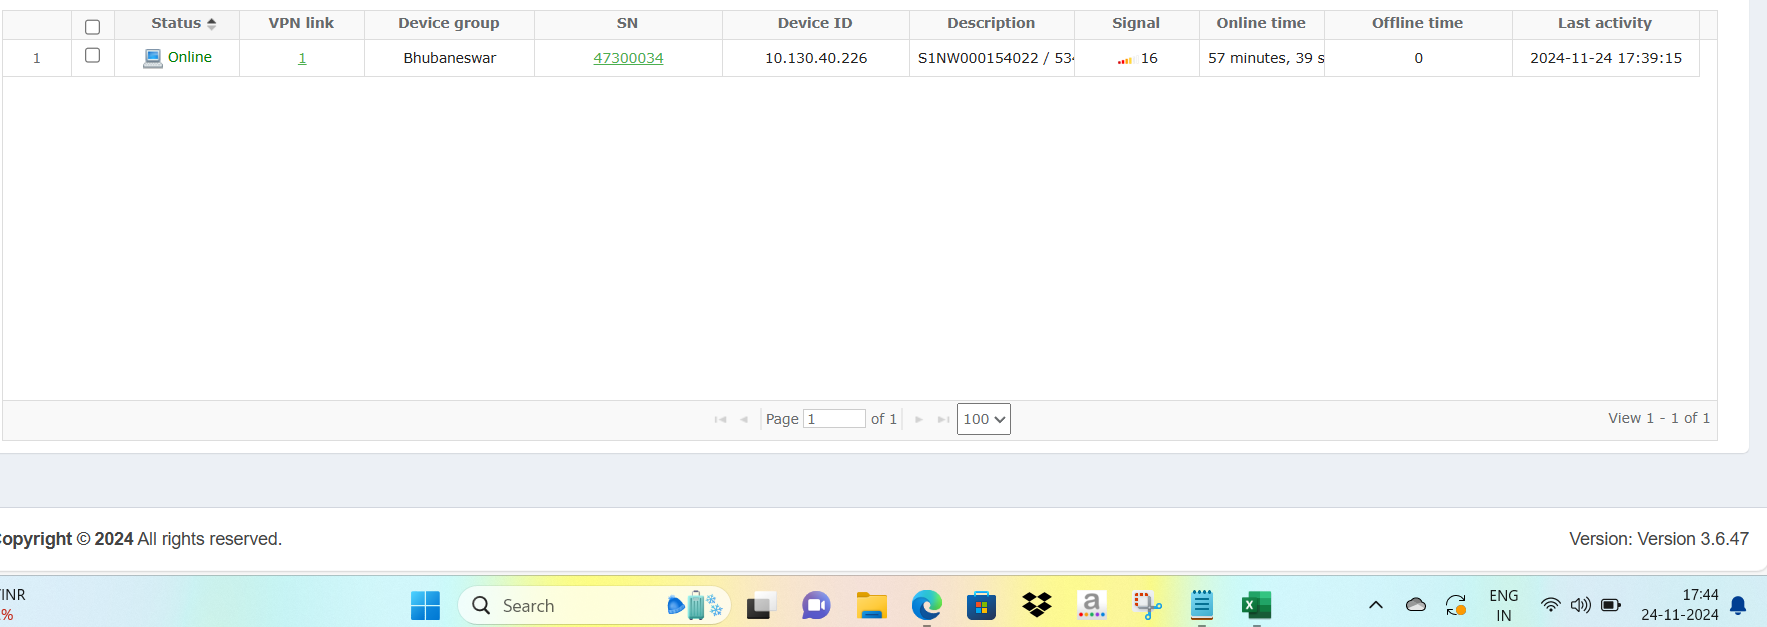 Status VPN link Device group SN Device ID Description Signal Online time Offline time Last activity
1 Online 1 Bhubaneswar 47300034 10.130.40.226 S1NW000154022 / 534 16 57 minutes, 39 s 0 2024-11-24 17:39:15
Page 1 of 1 100 View 1 - 1 of 1
opyright © 2024 All rights reserved. Version: Version 3.6.47
/INR
%
Search
a
ENG
IN
17:44
24-11-2024